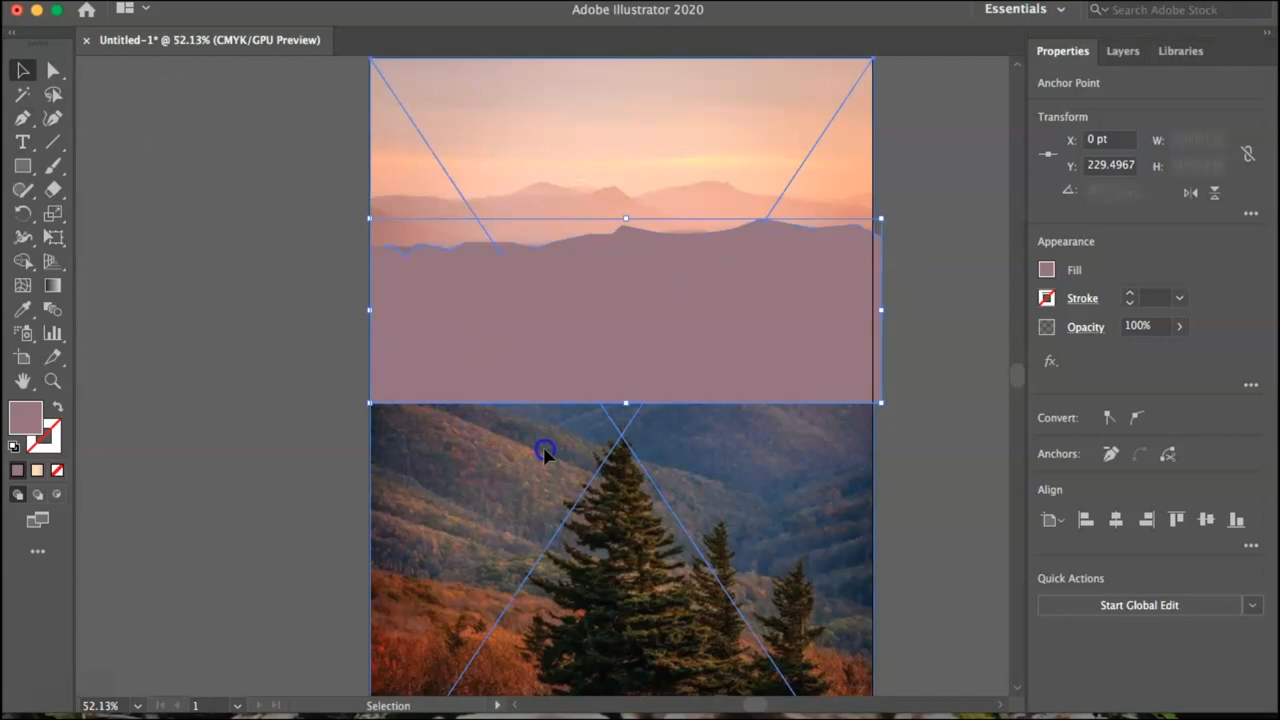 Adobe Illustrator 2020
Essentials
Search Adobe Stock
Untitled-1* @ 52.13% (CMYK/GPU Preview)
Properties
Layers
Libraries
Anchor Point
Transform
X:
0 pt
W:
Y:
229.4967
H:
Appearance
Fill
Stroke
Opacity
100%
fx.
Convert:
Anchors:
Align
Quick Actions
Start Global Edit
52.13%
1
Selection